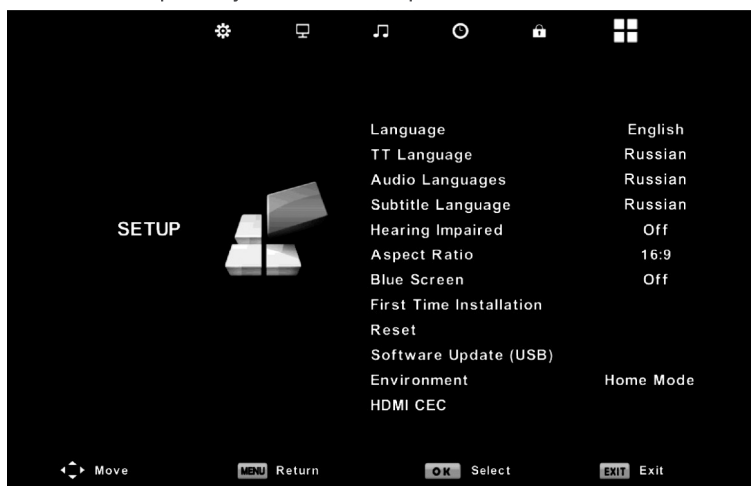 SETUP
Language English
TT Language Russian
Audio Languages Russian
Subtitle Language Russian
Hearing Impaired Off
Aspect Ratio 16:9
Blue Screen Off
First Time Installation
Reset
Software Update (USB)
Environment Home Mode
HDMI CEC
Move MENU Return OK Select EXIT Exit